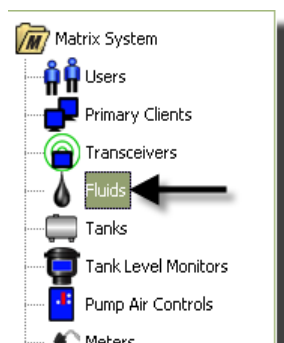 Matrix System
Users
Primary Clients
Transceivers
Fluids
Tanks
Tank Level Monitors
Pump Air Controls
Meters